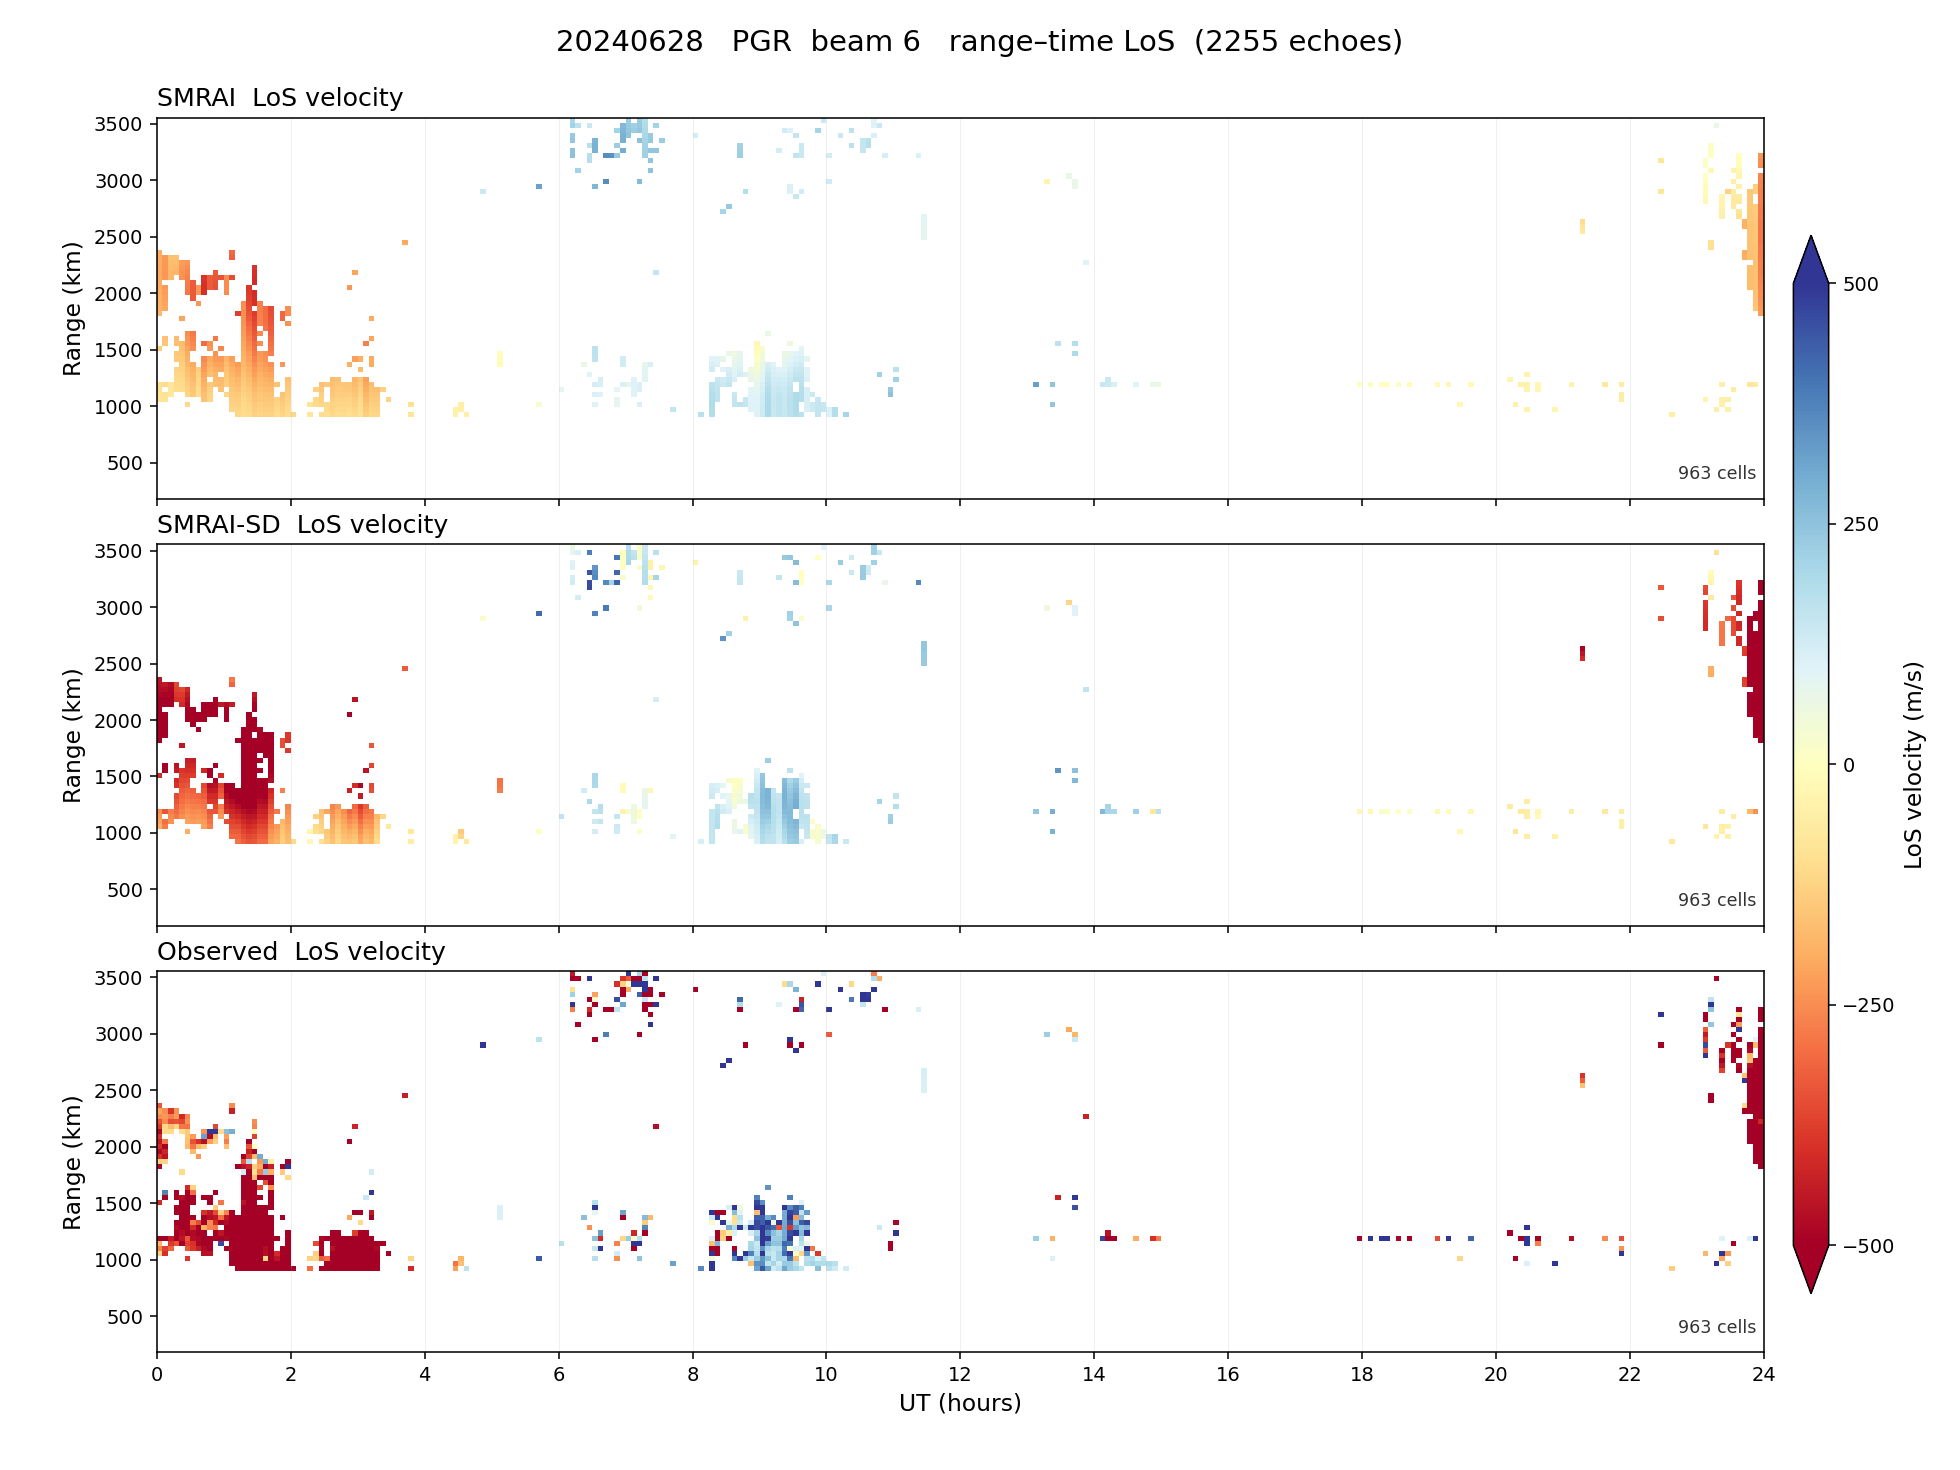 20240628   PGR  beam 6   range–time LoS  (2255 echoes)
SMRAI  LoS velocity
3500
3000
2500
2000
1500
1000
500
Range (km)
963 cells
SMRAI-SD  LoS velocity
3500
3000
2500
2000
1500
1000
500
Range (km)
963 cells
Observed  LoS velocity
3500
3000
2500
2000
1500
1000
500
Range (km)
963 cells
0 2 4 6 8 10 12 14 16 18 20 22 24
UT (hours)
500
250
0
−250
−500
LoS velocity (m/s)